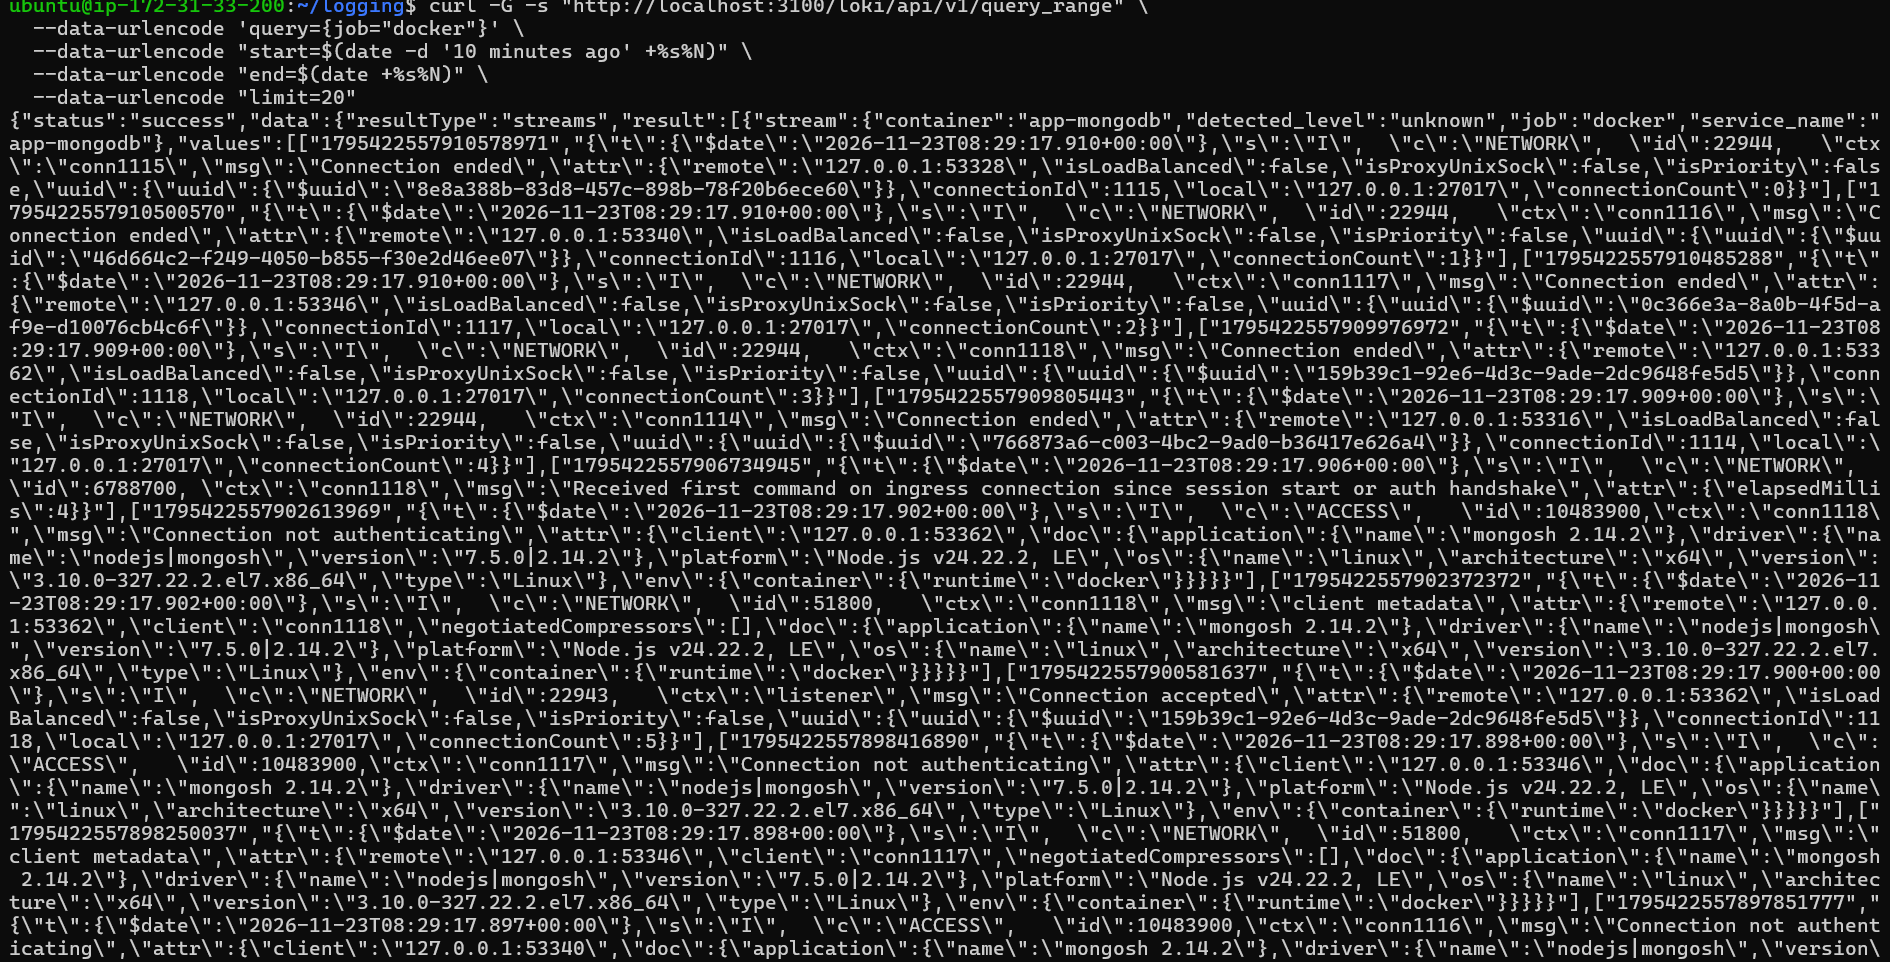 ubuntu@ip-172-31-33-200:~/logging$ curl -G -s "http://localhost:3100/loki/api/v1/query_range" \
  --data-urlencode 'query={job="docker"}' \
  --data-urlencode "start=$(date -d '10 minutes ago' +%s%N)" \
  --data-urlencode "end=$(date +%s%N)" \
  --data-urlencode "limit=20"
{"status":"success","data":{"resultType":"streams","result":[{"stream":{"container":"app-mongodb","detected_level":"unknown","job":"docker","service_name":"
app-mongodb"},"values":[["1795422557910578971","{\"t\":{\"$date\":\"2026-11-23T08:29:17.910+00:00\"},\"s\":\"I\",  \"c\":\"NETWORK\",  \"id\":22944,   \"ctx
\":\"conn1115\",\"msg\":\"Connection ended\",\"attr\":{\"remote\":\"127.0.0.1:53328\",\"isLoadBalanced\":false,\"isProxyUnixSock\":false,\"isPriority\":fals
e,\"uuid\":{\"uuid\":{\"$uuid\":\"8e8a388b-83d8-457c-898b-78f20b6ece60\"}},\"connectionId\":1115,\"local\":\"127.0.0.1:27017\",\"connectionCount\":0}}"],["1
795422557910500570","{\"t\":{\"$date\":\"2026-11-23T08:29:17.910+00:00\"},\"s\":\"I\",  \"c\":\"NETWORK\",  \"id\":22944,   \"ctx\":\"conn1116\",\"msg\":\"C
onnection ended\",\"attr\":{\"remote\":\"127.0.0.1:53340\",\"isLoadBalanced\":false,\"isProxyUnixSock\":false,\"isPriority\":false,\"uuid\":{\"uuid\":{\"$uu
id\":\"46d664c2-f249-4050-b855-f30e2d46ee07\"}},\"connectionId\":1116,\"local\":\"127.0.0.1:27017\",\"connectionCount\":1}}"],["1795422557910485288","{\"t\"
:{\"$date\":\"2026-11-23T08:29:17.910+00:00\"},\"s\":\"I\",  \"c\":\"NETWORK\",  \"id\":22944,   \"ctx\":\"conn1117\",\"msg\":\"Connection ended\",\"attr\":
{\"remote\":\"127.0.0.1:53346\",\"isLoadBalanced\":false,\"isProxyUnixSock\":false,\"isPriority\":false,\"uuid\":{\"uuid\":{\"$uuid\":\"0c366e3a-8a0b-4f5d-a
f9e-d10076cb4c6f\"}},\"connectionId\":1117,\"local\":\"127.0.0.1:27017\",\"connectionCount\":2}}"],["1795422557909976972","{\"t\":{\"$date\":\"2026-11-23T08
:29:17.909+00:00\"},\"s\":\"I\",  \"c\":\"NETWORK\",  \"id\":22944,   \"ctx\":\"conn1118\",\"msg\":\"Connection ended\",\"attr\":{\"remote\":\"127.0.0.1:533
62\",\"isLoadBalanced\":false,\"isProxyUnixSock\":false,\"isPriority\":false,\"uuid\":{\"uuid\":{\"$uuid\":\"159b39c1-92e6-4d3c-9ade-2dc9648fe5d5\"}},\"conn
ectionId\":1118,\"local\":\"127.0.0.1:27017\",\"connectionCount\":3}}"],["1795422557909805443","{\"t\":{\"$date\":\"2026-11-23T08:29:17.909+00:00\"},\"s\":\
"I\",  \"c\":\"NETWORK\",  \"id\":22944,   \"ctx\":\"conn1114\",\"msg\":\"Connection ended\",\"attr\":{\"remote\":\"127.0.0.1:53316\",\"isLoadBalanced\":fal
se,\"isProxyUnixSock\":false,\"isPriority\":false,\"uuid\":{\"uuid\":{\"$uuid\":\"766873a6-c003-4bc2-9ad0-b36417e626a4\"}},\"connectionId\":1114,\"local\":\
"127.0.0.1:27017\",\"connectionCount\":4}}"],["1795422557906734945","{\"t\":{\"$date\":\"2026-11-23T08:29:17.906+00:00\"},\"s\":\"I\",  \"c\":\"NETWORK\",
\"id\":6788700, \"ctx\":\"conn1118\",\"msg\":\"Received first command on ingress connection since session start or auth handshake\",\"attr\":{\"elapsedMilli
s\":4}}"],["1795422557902613969","{\"t\":{\"$date\":\"2026-11-23T08:29:17.902+00:00\"},\"s\":\"I\",  \"c\":\"ACCESS\",   \"id\":10483900,\"ctx\":\"conn1118\
",\"msg\":\"Connection not authenticating\",\"attr\":{\"client\":\"127.0.0.1:53362\",\"doc\":{\"application\":{\"name\":\"mongosh 2.14.2\"},\"driver\":{\"na
me\":\"nodejs|mongosh\",\"version\":\"7.5.0|2.14.2\"},\"platform\":\"Node.js v24.22.2, LE\",\"os\":{\"name\":\"linux\",\"architecture\":\"x64\",\"version\":
\"3.10.0-327.22.2.el7.x86_64\",\"type\":\"Linux\"},\"env\":{\"container\":{\"runtime\":\"docker\"}}}}}"],["1795422557902372372","{\"t\":{\"$date\":\"2026-11
-23T08:29:17.902+00:00\"},\"s\":\"I\",  \"c\":\"NETWORK\",  \"id\":51800,   \"ctx\":\"conn1118\",\"msg\":\"client metadata\",\"attr\":{\"remote\":\"127.0.0.
1:53362\",\"client\":\"conn1118\",\"negotiatedCompressors\":[],\"doc\":{\"application\":{\"name\":\"mongosh 2.14.2\"},\"driver\":{\"name\":\"nodejs|mongosh\
",\"version\":\"7.5.0|2.14.2\"},\"platform\":\"Node.js v24.22.2, LE\",\"os\":{\"name\":\"linux\",\"architecture\":\"x64\",\"version\":\"3.10.0-327.22.2.el7.
x86_64\",\"type\":\"Linux\"},\"env\":{\"container\":{\"runtime\":\"docker\"}}}}}"],["1795422557900581637","{\"t\":{\"$date\":\"2026-11-23T08:29:17.900+00:00
\"},\"s\":\"I\",  \"c\":\"NETWORK\",  \"id\":22943,   \"ctx\":\"listener\",\"msg\":\"Connection accepted\",\"attr\":{\"remote\":\"127.0.0.1:53362\",\"isLoad
Balanced\":false,\"isProxyUnixSock\":false,\"isPriority\":false,\"uuid\":{\"uuid\":{\"$uuid\":\"159b39c1-92e6-4d3c-9ade-2dc9648fe5d5\"}},\"connectionId\":11
18,\"local\":\"127.0.0.1:27017\",\"connectionCount\":5}}"],["1795422557898416890","{\"t\":{\"$date\":\"2026-11-23T08:29:17.898+00:00\"},\"s\":\"I\",  \"c\":
\"ACCESS\",   \"id\":10483900,\"ctx\":\"conn1117\",\"msg\":\"Connection not authenticating\",\"attr\":{\"client\":\"127.0.0.1:53346\",\"doc\":{\"application
\":{\"name\":\"mongosh 2.14.2\"},\"driver\":{\"name\":\"nodejs|mongosh\",\"version\":\"7.5.0|2.14.2\"},\"platform\":\"Node.js v24.22.2, LE\",\"os\":{\"name\
":\"linux\",\"architecture\":\"x64\",\"version\":\"3.10.0-327.22.2.el7.x86_64\",\"type\":\"Linux\"},\"env\":{\"container\":{\"runtime\":\"docker\"}}}}}"],["
1795422557898250037","{\"t\":{\"$date\":\"2026-11-23T08:29:17.898+00:00\"},\"s\":\"I\",  \"c\":\"NETWORK\",  \"id\":51800,   \"ctx\":\"conn1117\",\"msg\":\"
client metadata\",\"attr\":{\"remote\":\"127.0.0.1:53346\",\"client\":\"conn1117\",\"negotiatedCompressors\":[],\"doc\":{\"application\":{\"name\":\"mongosh
 2.14.2\"},\"driver\":{\"name\":\"nodejs|mongosh\",\"version\":\"7.5.0|2.14.2\"},\"platform\":\"Node.js v24.22.2, LE\",\"os\":{\"name\":\"linux\",\"architec
ture\":\"x64\",\"version\":\"3.10.0-327.22.2.el7.x86_64\",\"type\":\"Linux\"},\"env\":{\"container\":{\"runtime\":\"docker\"}}}}}"],["1795422557897851777","
{\"t\":{\"$date\":\"2026-11-23T08:29:17.897+00:00\"},\"s\":\"I\",  \"c\":\"ACCESS\",   \"id\":10483900,\"ctx\":\"conn1116\",\"msg\":\"Connection not authent
icating\",\"attr\":{\"client\":\"127.0.0.1:53340\",\"doc\":{\"application\":{\"name\":\"mongosh 2.14.2\"},\"driver\":{\"name\":\"nodejs|mongosh\",\"version\